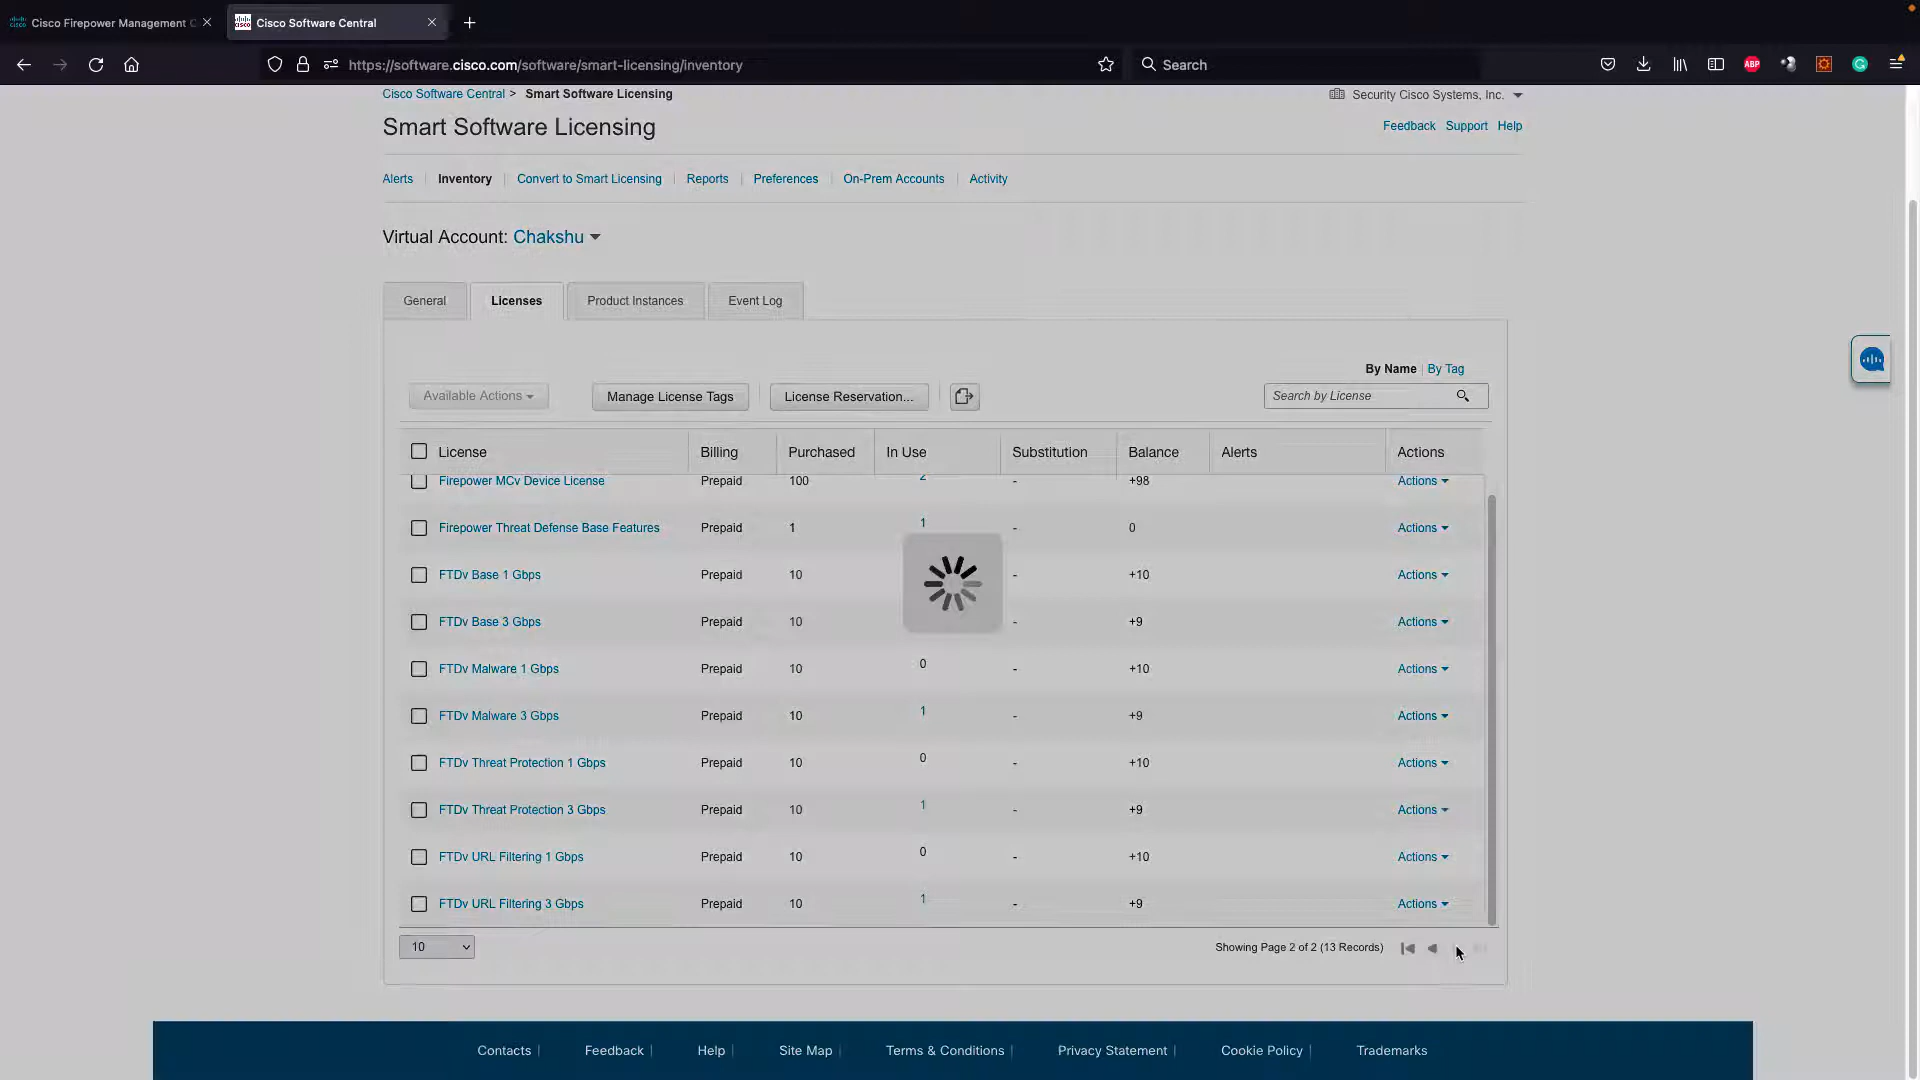 Cisco Firepower Management C
Cisco Software Central
https://software.cisco.com/software/smart-licensing/inventory
Search
ABP
Cisco Software Central > Smart Software Licensing
Security Cisco Systems, Inc.
Smart Software Licensing
Feedback Support Help
Alerts | Inventory | Convert to Smart Licensing | Reports | Preferences | On-Prem Accounts | Activity
Virtual Account: Chakshu
General Licenses Product Instances Event Log
By Name | By Tag
Available Actions Manage License Tags License Reservation... Search by License
License Billing Purchased In Use Substitution Balance Alerts Actions
Firepower MCv Device License Prepaid 100 2 - +98 Actions
Firepower Threat Defense Base Features Prepaid 1 1 - 0 Actions
FTDv Base 1 Gbps Prepaid 10 - +10 Actions
FTDv Base 3 Gbps Prepaid 10 - +9 Actions
FTDv Malware 1 Gbps Prepaid 10 0 - +10 Actions
FTDv Malware 3 Gbps Prepaid 10 1 - +9 Actions
FTDv Threat Protection 1 Gbps Prepaid 10 0 - +10 Actions
FTDv Threat Protection 3 Gbps Prepaid 10 1 - +9 Actions
FTDv URL Filtering 1 Gbps Prepaid 10 0 - +10 Actions
FTDv URL Filtering 3 Gbps Prepaid 10 1 - +9 Actions
10 Showing Page 2 of 2 (13 Records)
Contacts | Feedback | Help | Site Map | Terms & Conditions | Privacy Statement | Cookie Policy | Trademarks